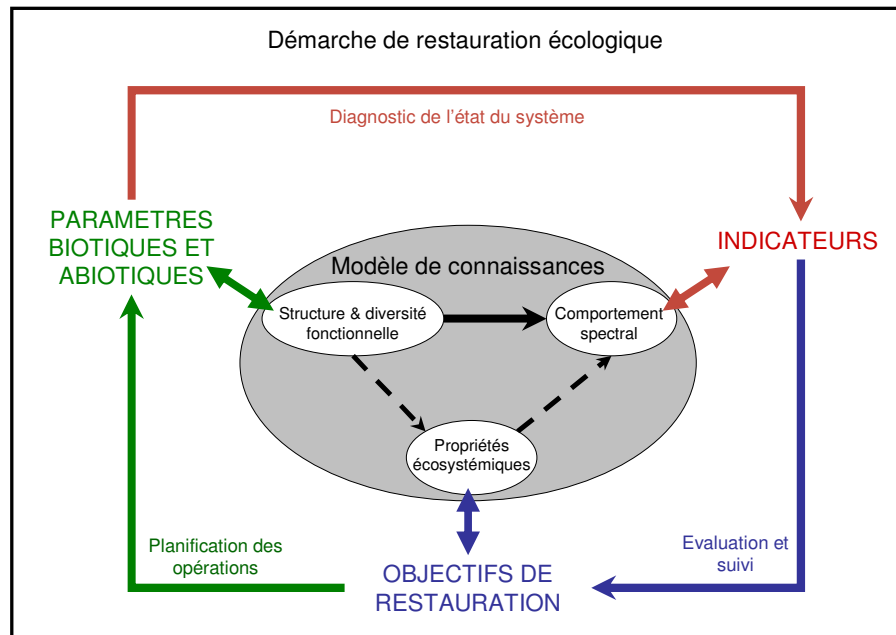 Démarche de restauration écologique
Diagnostic de l'état du système
PARAMETRES
BIOTIQUES ET
ABIOTIQUES
INDICATEURS
Modèle de connaissances
Structure & diversité
fonctionnelle
Comportement
spectral
Propriétés
écosystémiques
Planification des
opérations
Evaluation et
suivi
OBJECTIFS DE
RESTAURATION